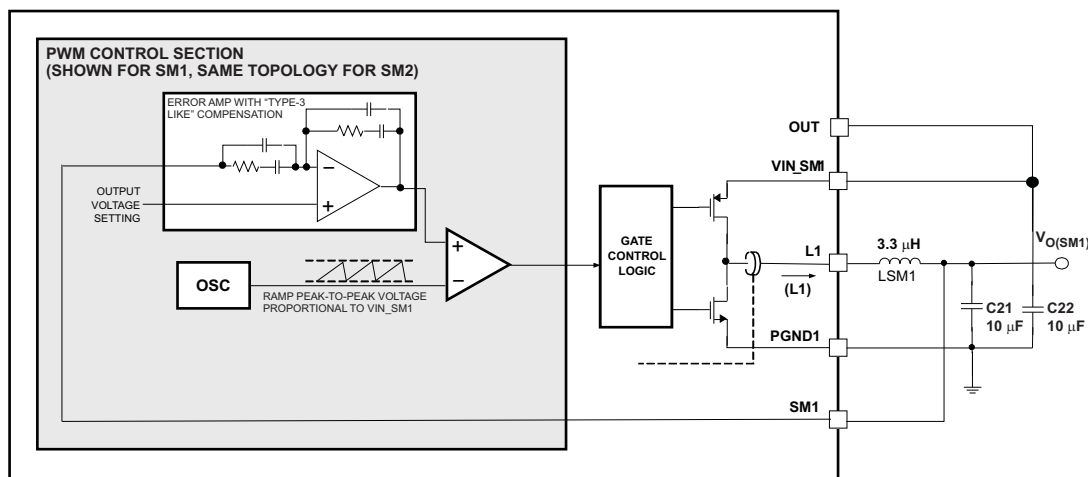 PWM CONTROL SECTION
(SHOWN FOR SM1, SAME TOPOLOGY FOR SM2)
ERROR AMP WITH “TYPE-3
LIKE” COMPENSATION
−
+
OUTPUT
VOLTAGE
SETTING
OSC
RAMP PEAK-TO-PEAK VOLTAGE
PROPORTIONAL TO VIN_SM1
+
−
GATE
CONTROL
LOGIC
OUT
VIN_SM1
L1
(L1)
PGND1
SM1
3.3 μH
LSM1
VO(SM1)
C21
10 μF
C22
10 μF